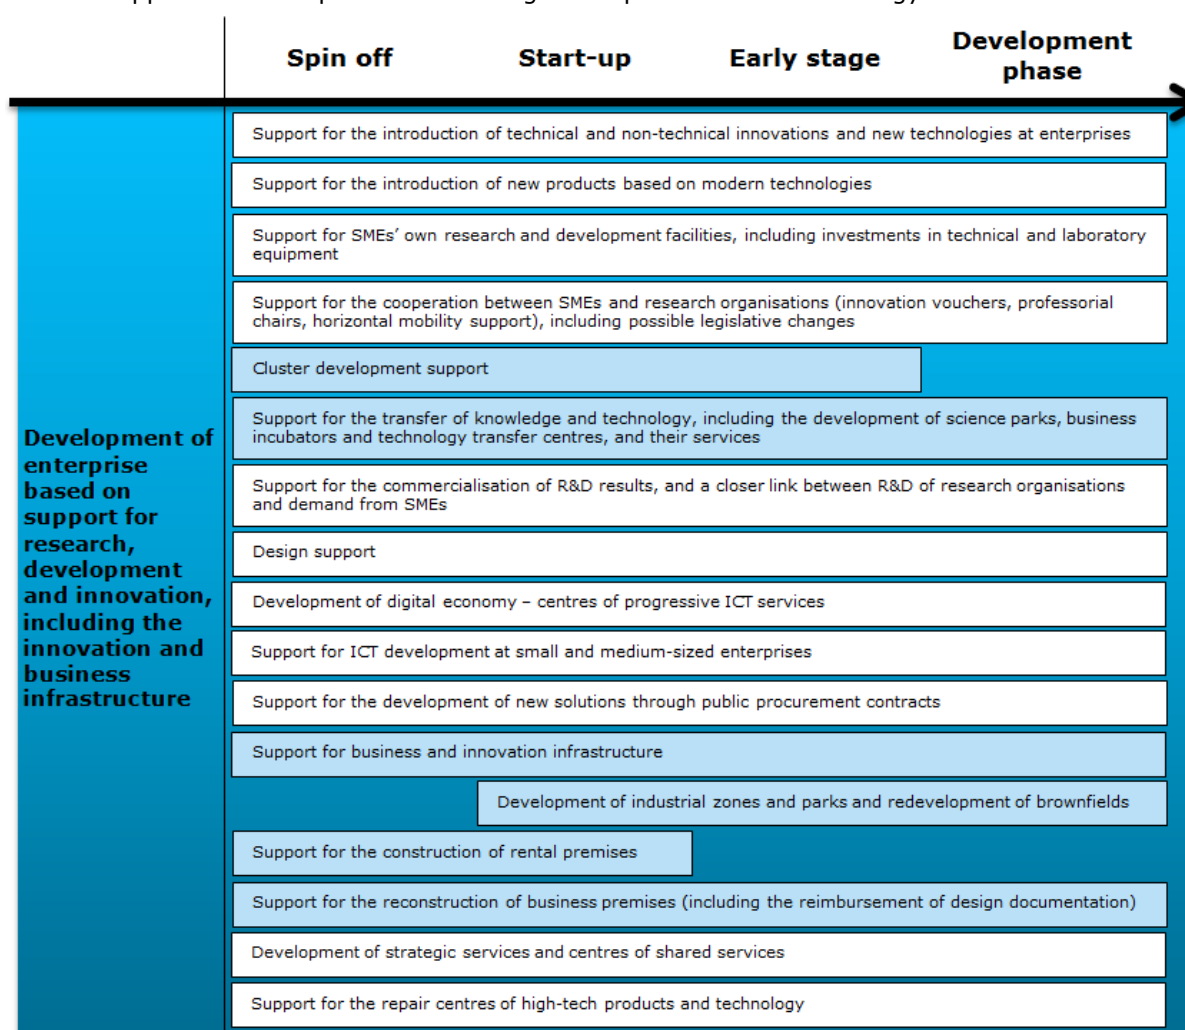 Spin off
Start-up
Early stage
Development
phase
Support for the introduction of technical and non-technical innovations and new technologies at enterprises
Support for the introduction of new products based on modern technologies
Support for SMEs’ own research and development facilities, including investments in technical and laboratory
equipment
Support for the cooperation between SMEs and research organisations (innovation vouchers, professorial
chairs, horizontal mobility support), including possible legislative changes
Cluster development support
Support for the transfer of knowledge and technology, including the development of science parks, business
incubators and technology transfer centres, and their services
Development of
enterprise
based on
support for
research,
development
and innovation,
including the
innovation and
business
infrastructure
Support for the commercialisation of R&D results, and a closer link between R&D of research organisations
and demand from SMEs
Design support
Development of digital economy – centres of progressive ICT services
Support for ICT development at small and medium-sized enterprises
Support for the development of new solutions through public procurement contracts
Support for business and innovation infrastructure
Development of industrial zones and parks and redevelopment of brownfields
Support for the construction of rental premises
Support for the reconstruction of business premises (including the reimbursement of design documentation)
Development of strategic services and centres of shared services
Support for the repair centres of high-tech products and technology